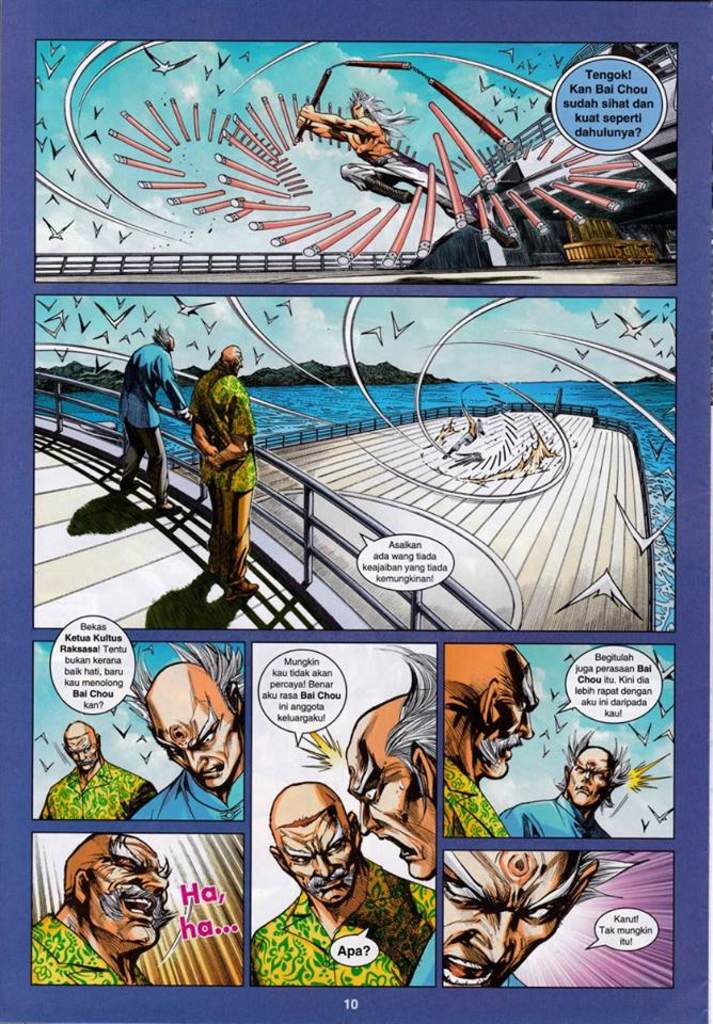 Tengok!
Kan Bai Chou
sudah sihat dan
kuat seperti
dahulunya?
Asalkan
ada wang tiada
keajaiban yang tiada
kemungkinan!
Bekas
Ketua Kultus
Raksasa! Tentu
bukan kerana
baik hati, baru
kau menolong
Bai Chou
kan?
Ha,
ha...
Mungkin
kau tidak akan
percaya! Benar
aku rasa Bai
Chou ini anggota
keluargaku!
Apa?
Begitulah
juga perasaan Bai
Chou itu. Kini dia
lebih rapat dengan
aku ini daripada
kau!
Karut!
Tak mungkin
itu!
10